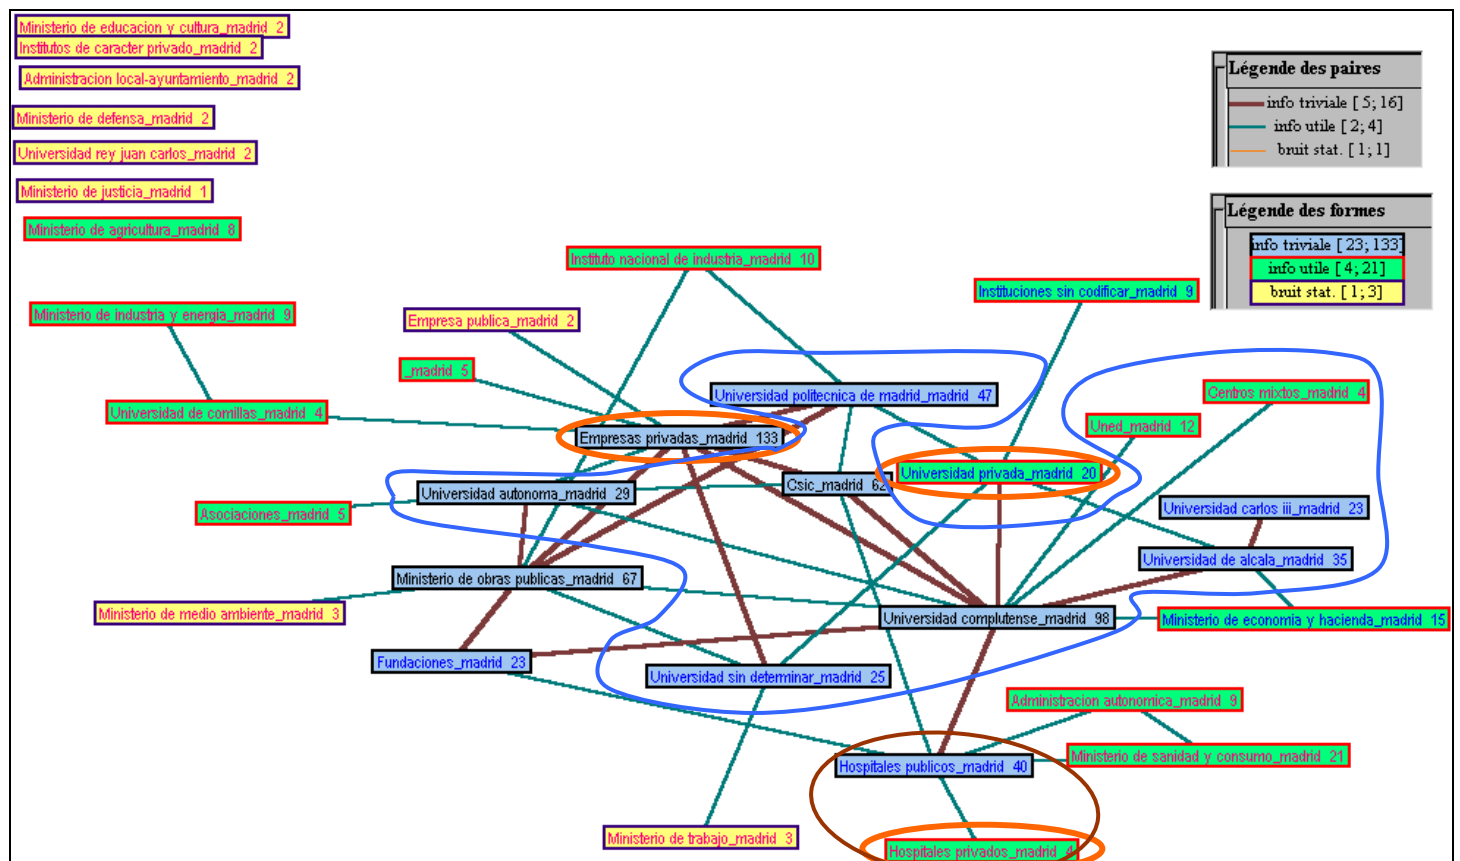 Ministerio de educacion y cultura_madrid 2
Institutos de caracter privado_madrid 2
Administracion local-ayuntamiento_madrid 2
Ministerio de defensa_madrid 2
Universidad rey juan carlos_madrid 2
Ministerio de justicia_madrid 1
Ministerio de agricultura_madrid 8
Légende des paires
info triviale [ 5; 16]
info utile [ 2; 4]
bruit stat. [ 1; 1]
Légende des formes
info triviale [ 23; 133]
info utile [ 4; 21]
bruit stat. [ 1; 3]
Instituto nacional de industria_madrid 10
Instituciones sin codificar_madrid 9
Ministerio de industria y energia_madrid 9
Empresa publica_madrid 2
_madrid 5
Universidad politecnica de madrid_madrid 47
Centros mixtos_madrid 4
Universidad de comillas_madrid 4
Uned_madrid 12
Empresas privadas_madrid 133
Universidad privada_madrid 20
Csic_madrid 62
Universidad autonoma_madrid 29
Asociaciones_madrid 5
Universidad carlos iii_madrid 23
Universidad de alcala_madrid 35
Ministerio de obras publicas_madrid 67
Ministerio de medio ambiente_madrid 3
Universidad complutense_madrid 98
Ministerio de economia y hacienda_madrid 15
Fundaciones_madrid 23
Universidad sin determinar_madrid 25
Administracion autonomica_madrid 9
Ministerio de sanidad y consumo_madrid 21
Hospitales publicos_madrid 40
Ministerio de trabajo_madrid 3
Hospitales privados_madrid 4